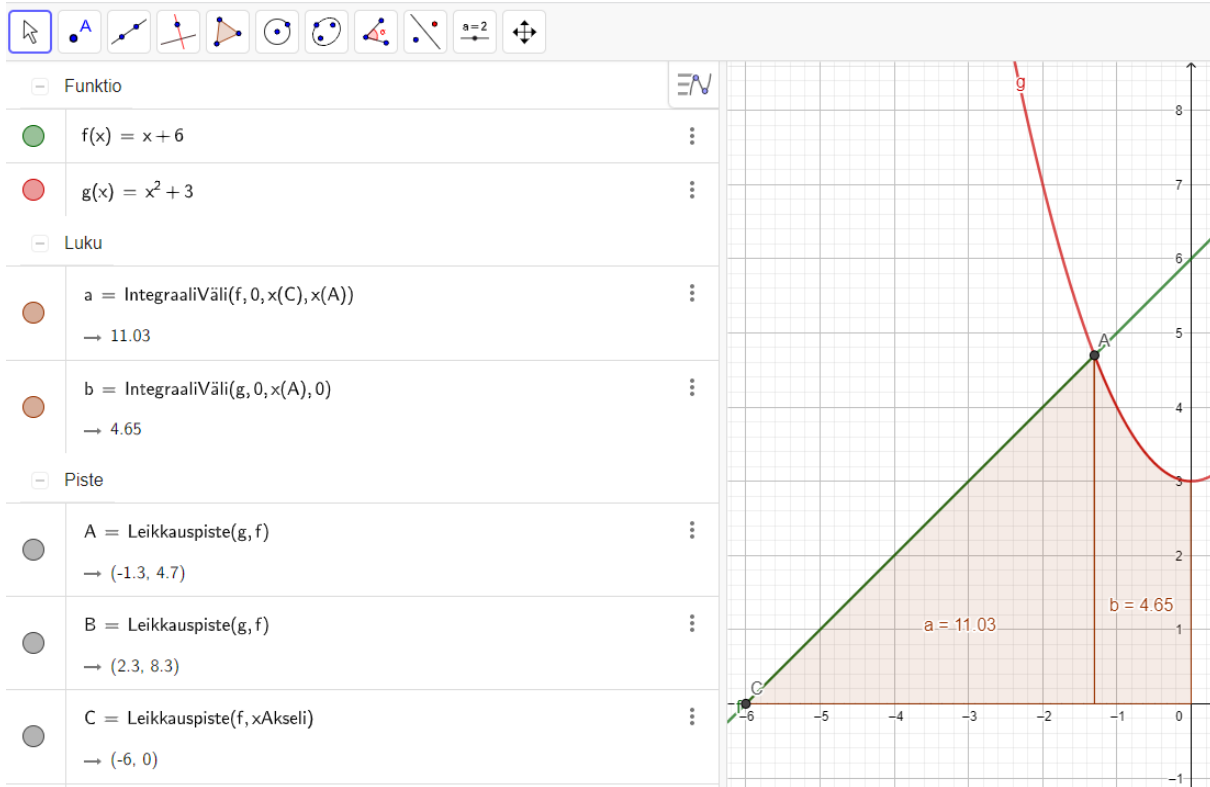 A
a=2
Funktio
f(x) = x + 6
g(x) = x² + 3
Luku
a = IntegraaliVäli(f, 0, x(C), x(A))
→ 11.03
b = IntegraaliVäli(g, 0, x(A), 0)
→ 4.65
Piste
A = Leikkauspiste(g, f)
→ (-1.3, 4.7)
B = Leikkauspiste(g, f)
→ (2.3, 8.3)
C = Leikkauspiste(f, xAkseli)
→ (-6, 0)
g
8
7
6
5
A
4
3
2
b = 4.65
a = 11.03
1
C
f
−6 −5 −4 −3 −2 −1 0
−1